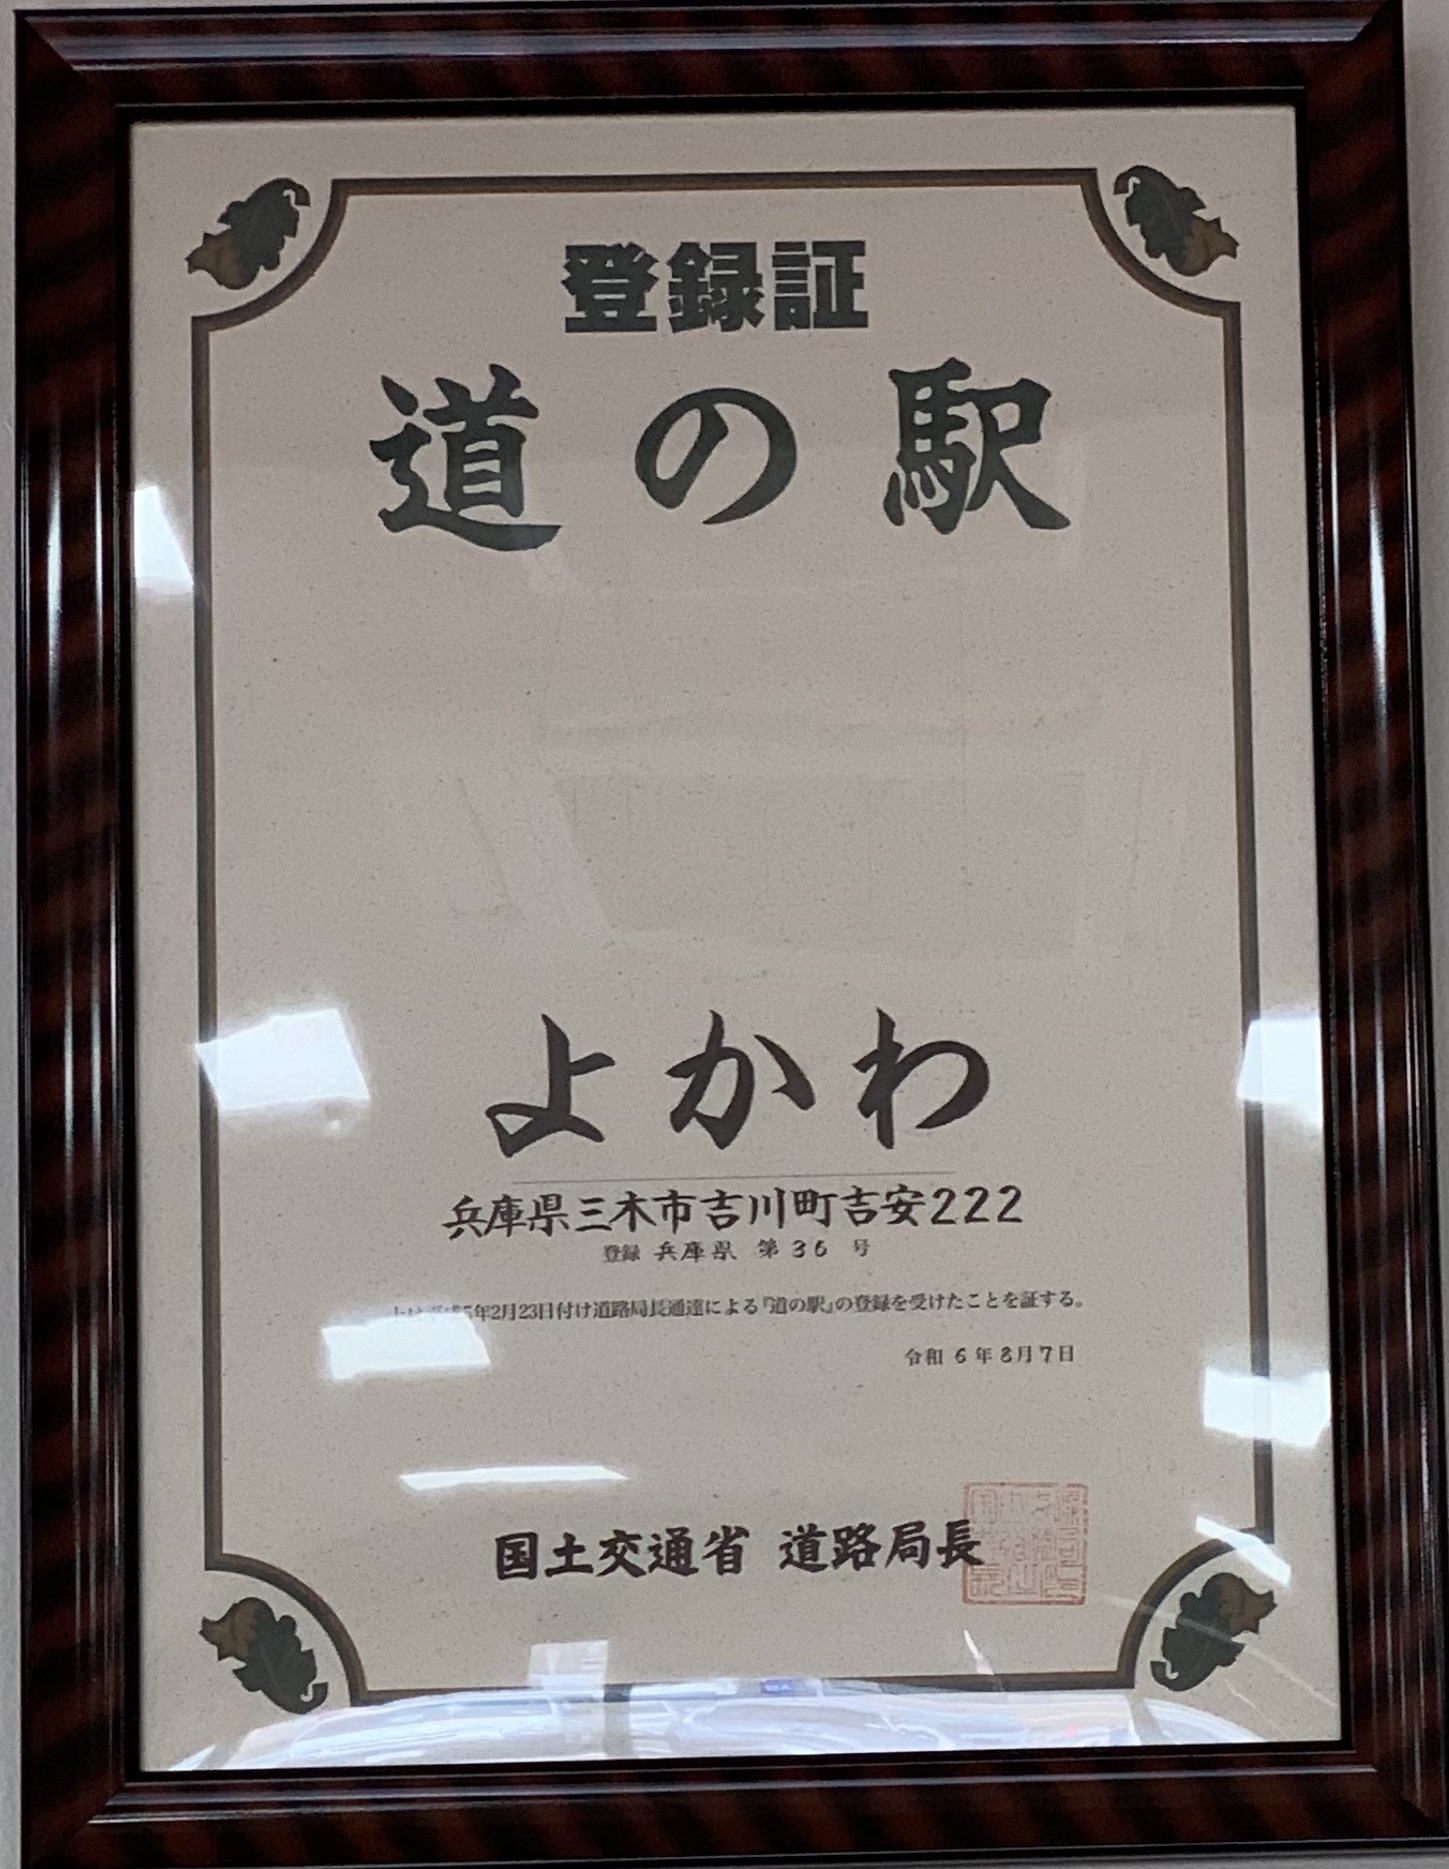 登録証
道の駅
よかわ
兵庫県三木市吉川町吉安222
登録 兵庫県 第36号
5年2月23日付け道路局長通達による『道の駅』の登録を受けたことを証する。
令和6年8月7日
国土交通省 道路局長